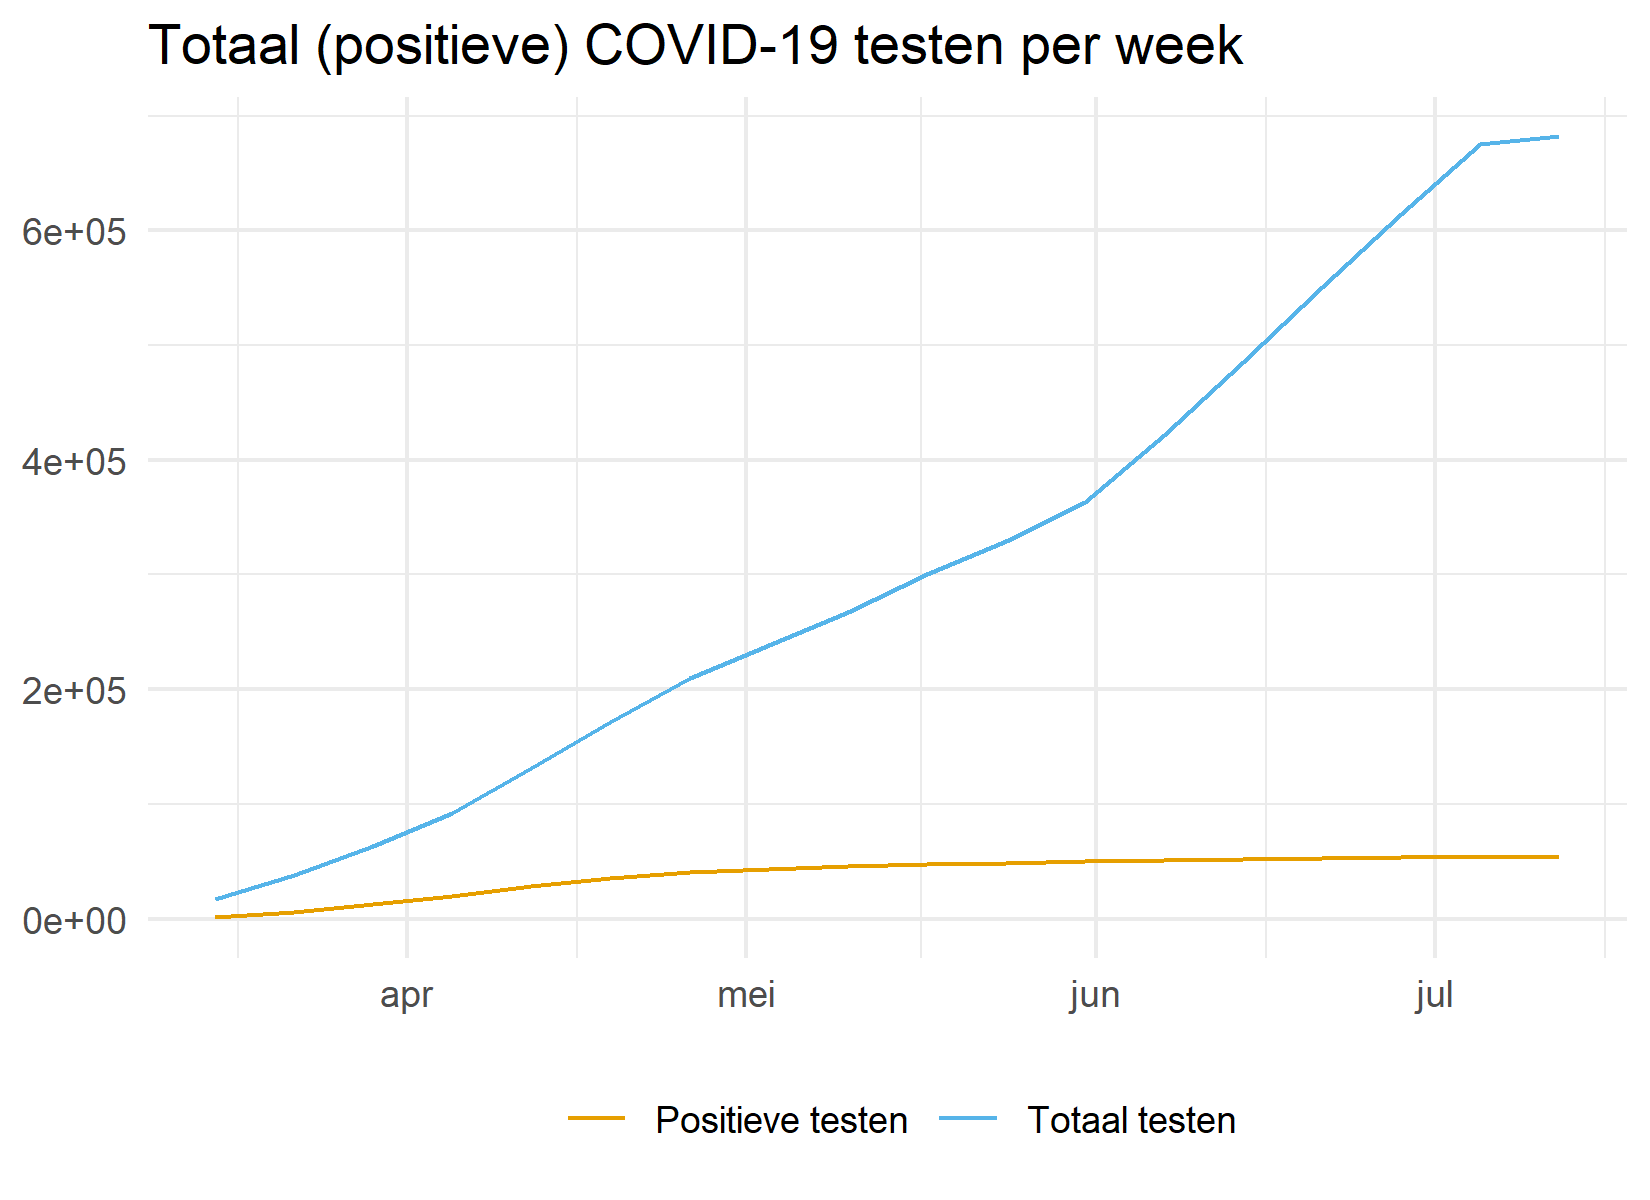 Totaal (positieve) COVID-19 testen per week
6e+05
4e+05
2e+05
0e+00
apr mei jun jul
Positieve testen Totaal testen